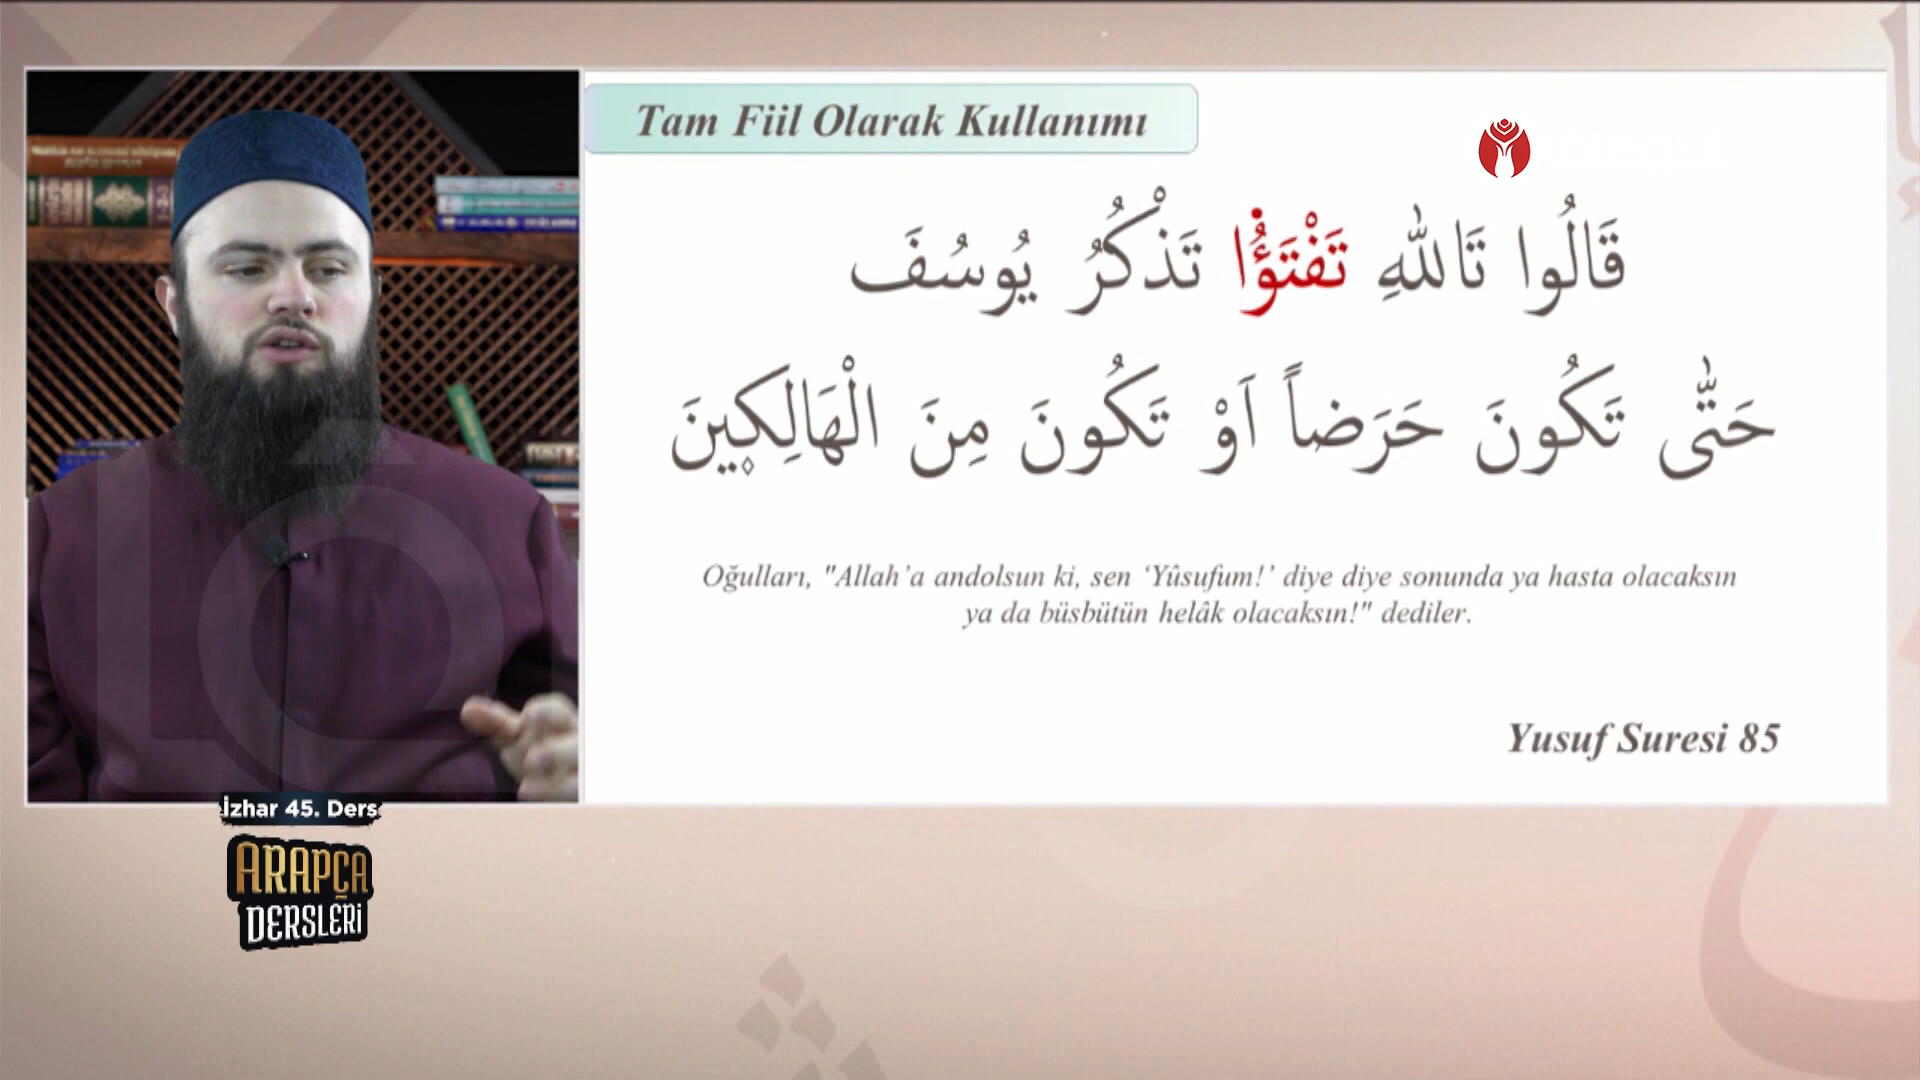 Tam Fiil Olarak Kullanımı
قَالُوا تَاللّٰهِ تَفْتَؤُ۬ا تَذْكُرُ يُوسُفَ
حَتّٰى تَكُونَ حَرَضاً اَوْ تَكُونَ مِنَ الْهَالِك۪ينَ
Oğulları, "Allah’a andolsun ki, sen ‘Yûsufum!’ diye diye sonunda ya hasta olacaksın
ya da büsbütün helâk olacaksın!" dediler.
Yusuf Suresi 85
İzhar 45. Ders
ARAPÇA
DERSLERİ